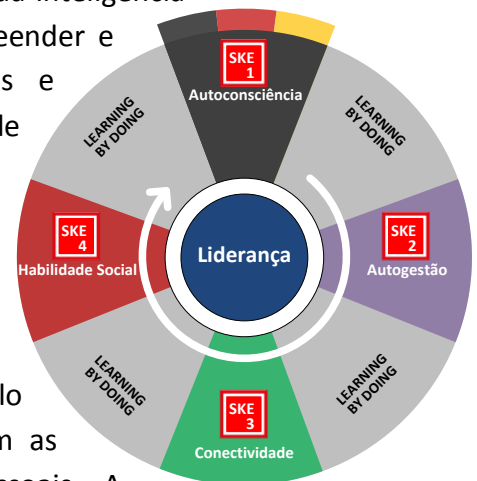 inteligência
eender e
s e
de
SKE
1
Autoconsciência
LEARNING
BY DOING
LEARNING
BY DOING
SKE
4
Habilidade Social
Liderança
SKE
2
Autogestão
LEARNING
BY DOING
LEARNING
BY DOING
SKE
3
Conectividade
lo
m as
A